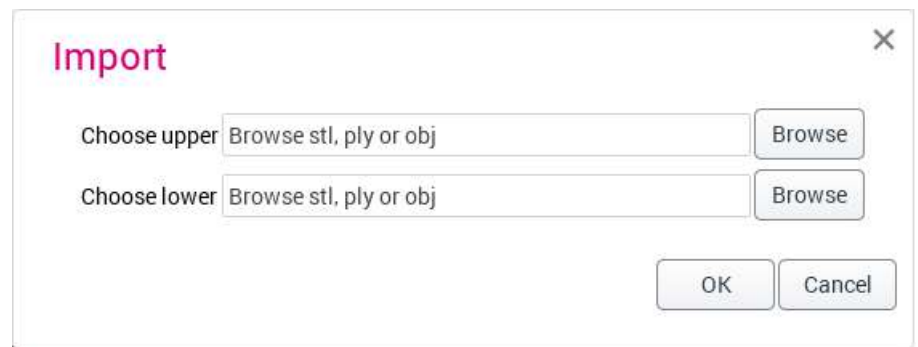 Import
Choose upper Browse stl, ply or obj Browse
Choose lower Browse stl, ply or obj Browse
OK Cancel